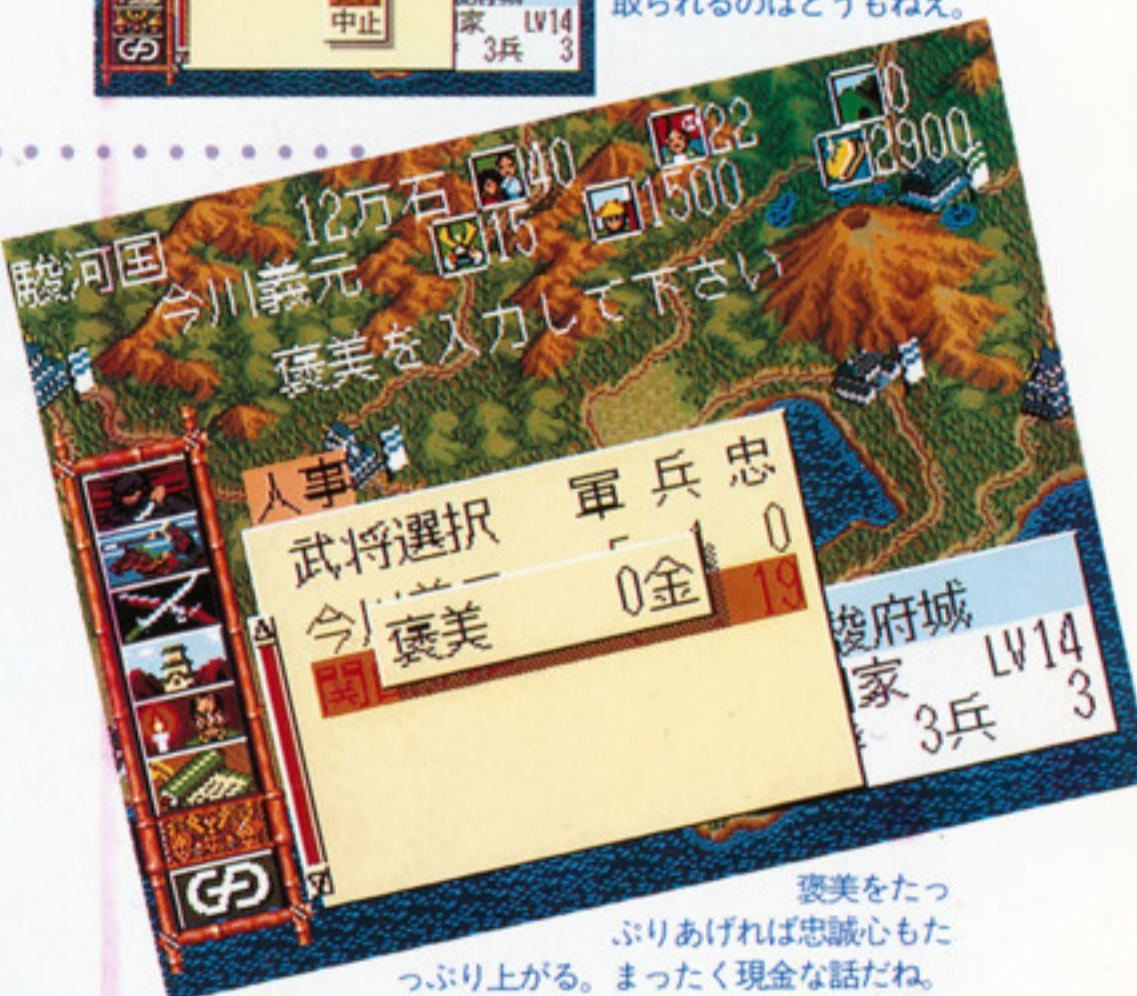 取られるのはどうもねえ。
中止
家 LV14
3兵 3
駿河国 12万石 40 22 0
今川義元 15 1500 2900
褒美を入力して下さい
人事
武将選択 軍 兵 忠
0
褒美 0金 19
駿府城
家 LV14
3兵 3
GP
褒美をたっ
ぷりあげれば忠誠心もた
っぷり上がる。まったく現金な話だね。